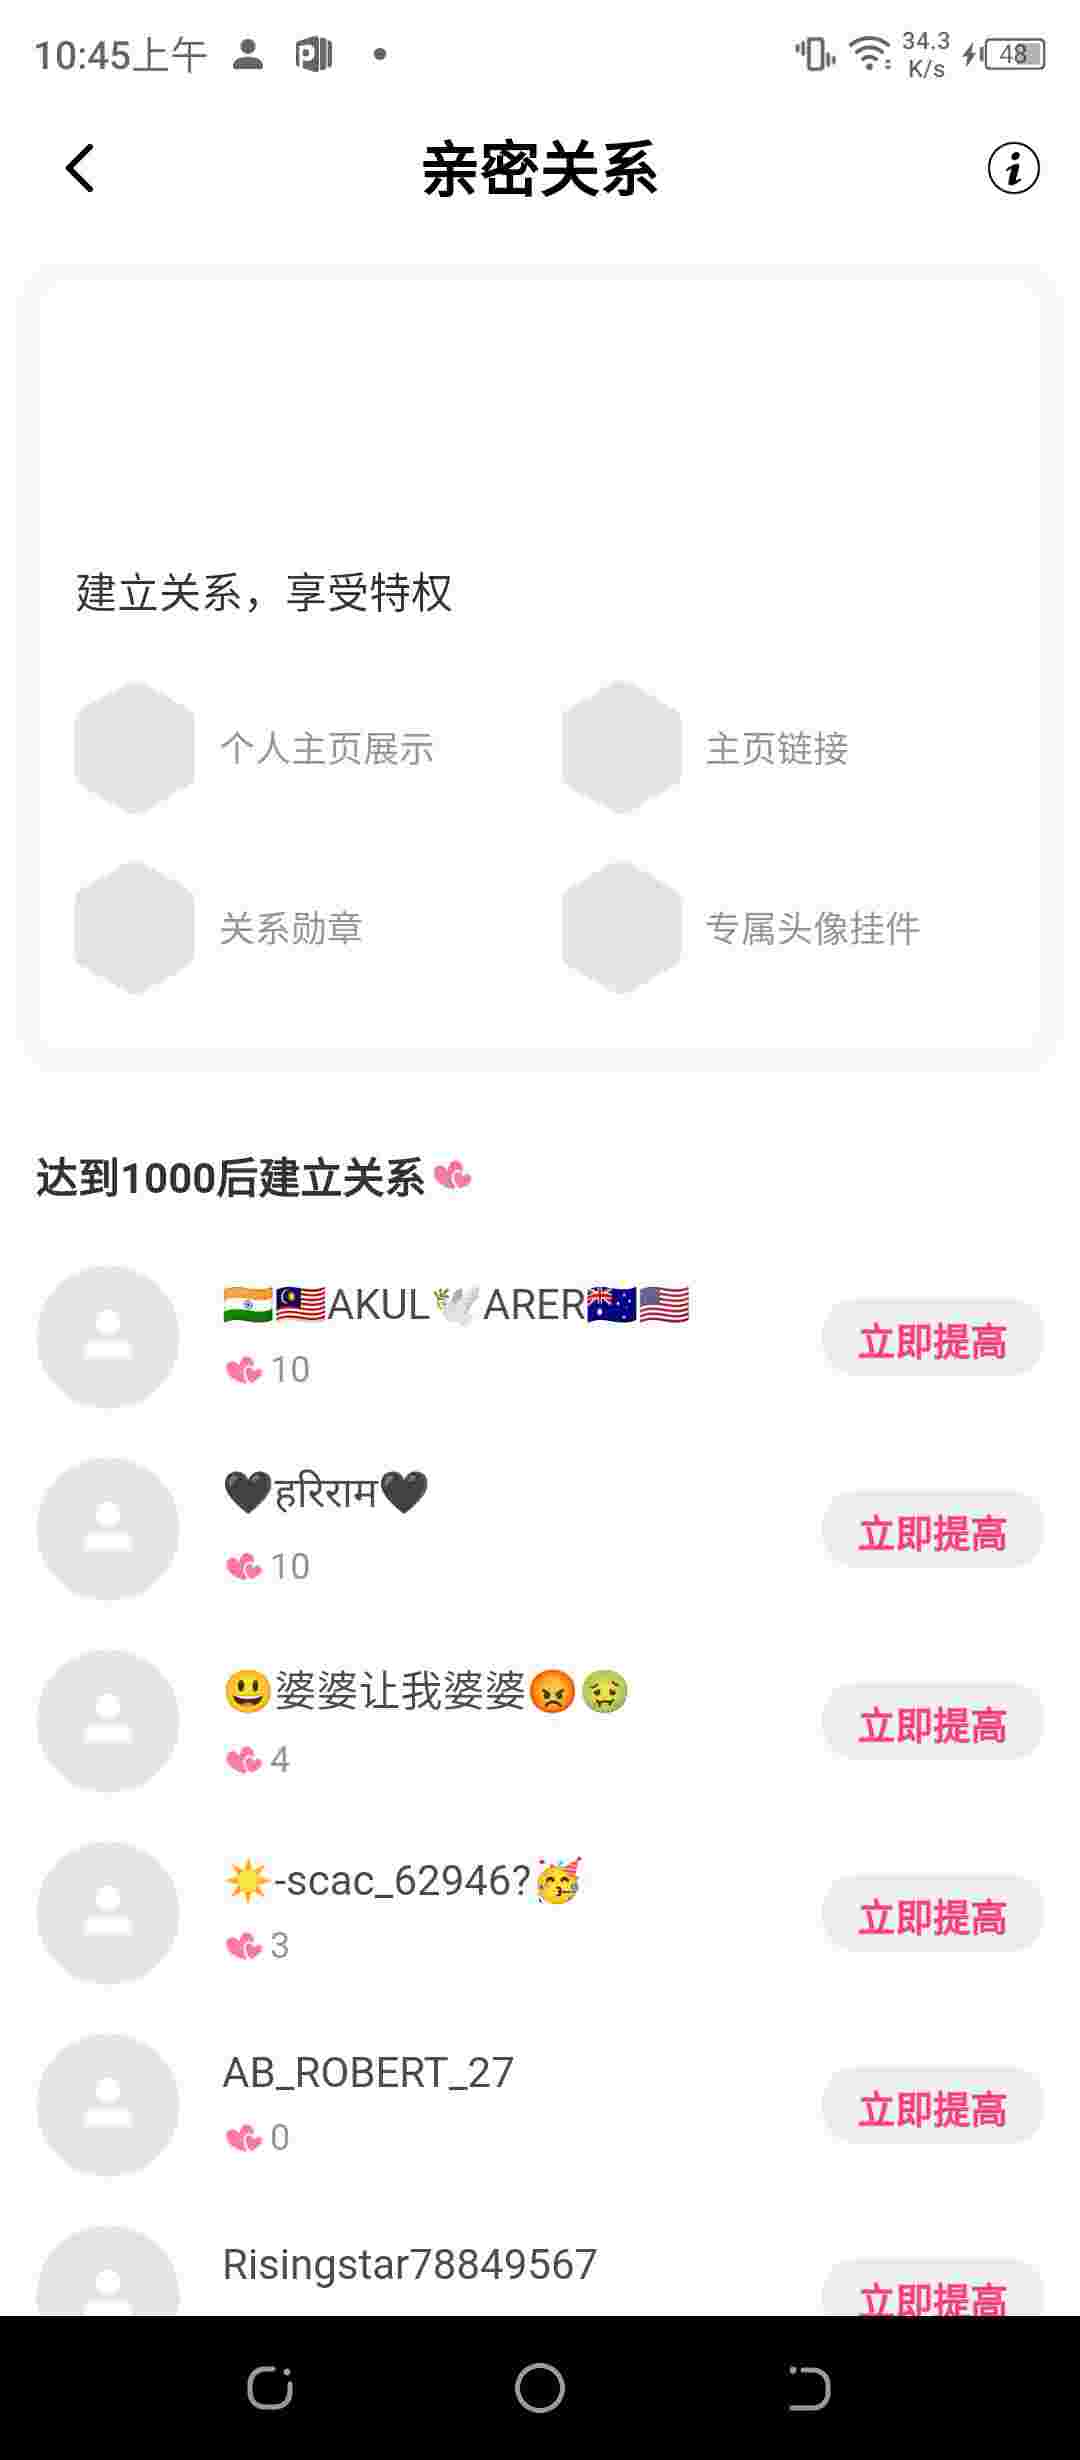 10:45上午
34.3
K/s
48
亲密关系
建立关系，享受特权
个人主页展示
主页链接
关系勋章
专属头像挂件
达到1000后建立关系💕
🇮🇳🇲🇾AKUL🕊️ARER🇦🇺🇺🇸
10
立即提高
🖤हरिराम🖤
10
立即提高
😃婆婆让我婆婆😡🤢
4
立即提高
☀️-scac_62946?🥳
3
立即提高
AB_ROBERT_27
0
立即提高
Risingstar78849567
立即提高